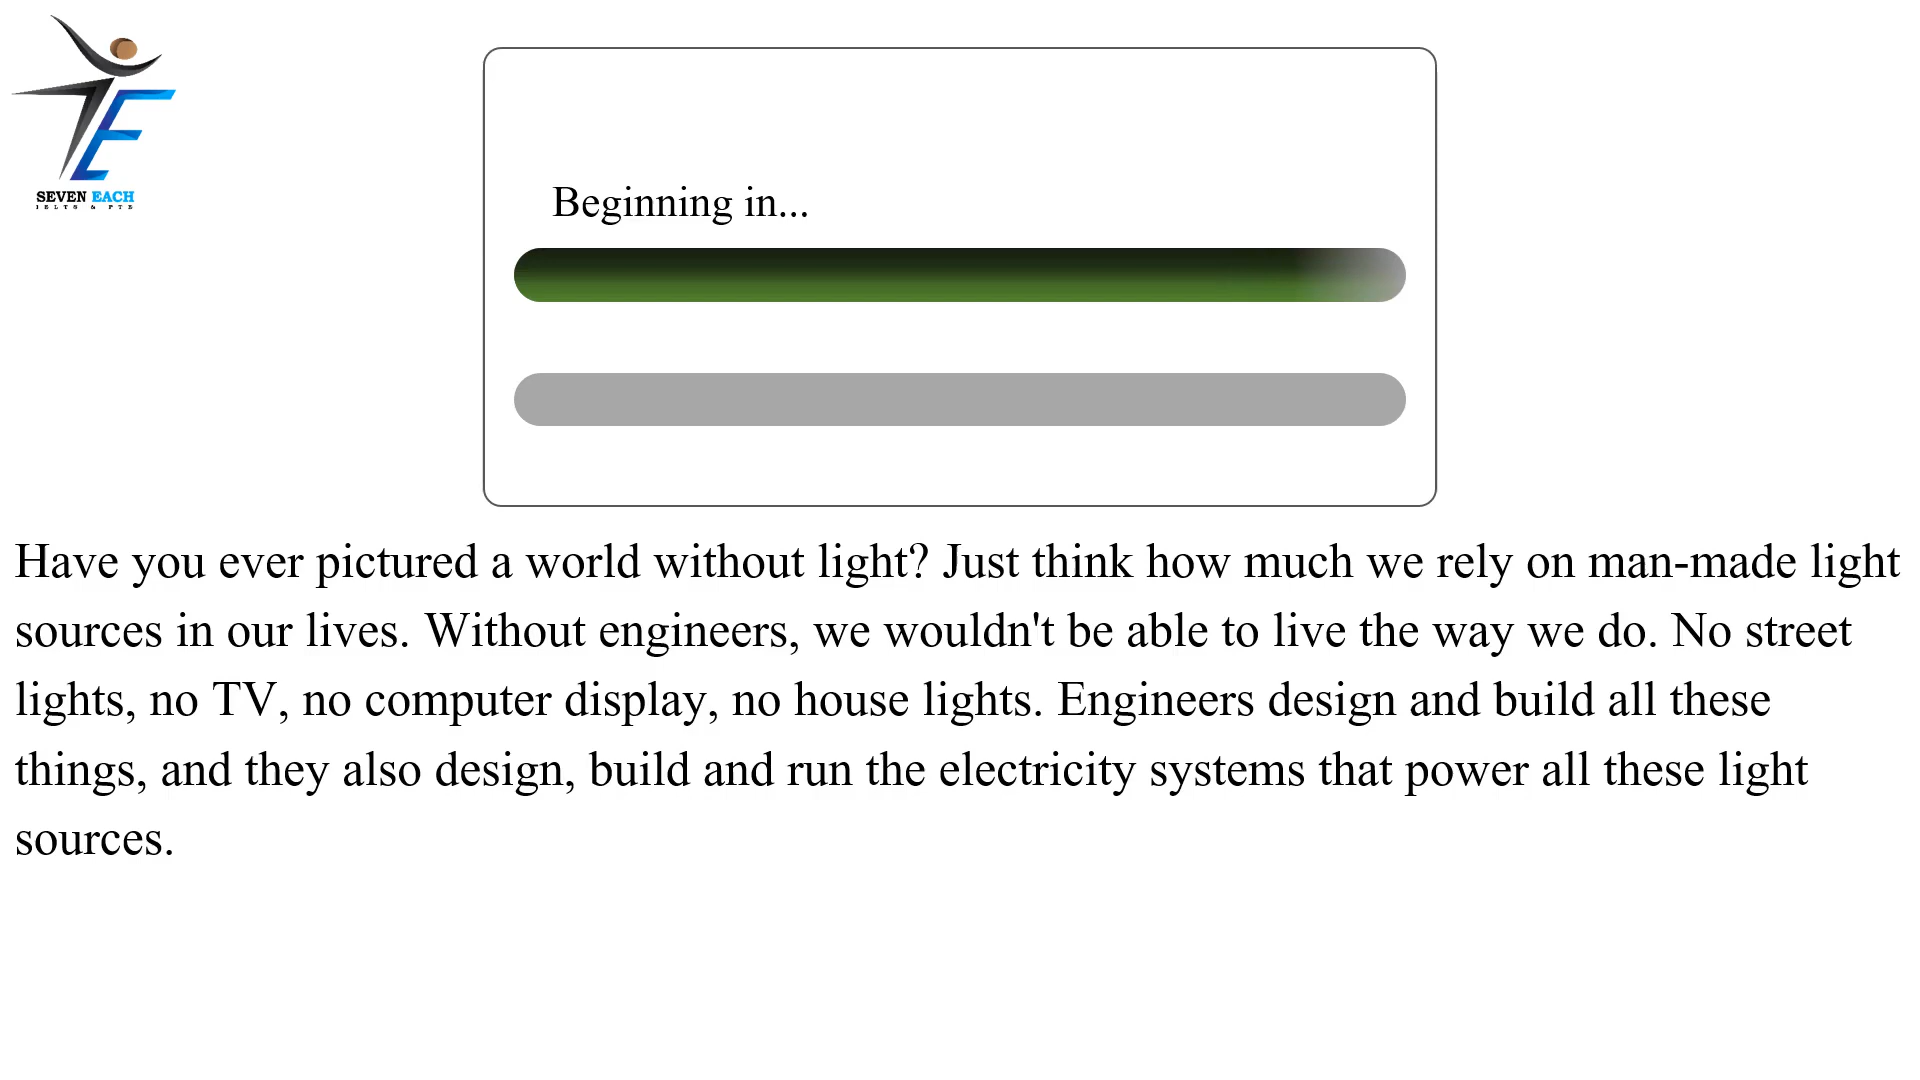 SEVEN EACH
IELTS & PTE
Beginning in...
Have you ever pictured a world without light? Just think how much we rely on man-made light
sources in our lives. Without engineers, we wouldn't be able to live the way we do. No street
lights, no TV, no computer display, no house lights. Engineers design and build all these
things, and they also design, build and run the electricity systems that power all these light
sources.